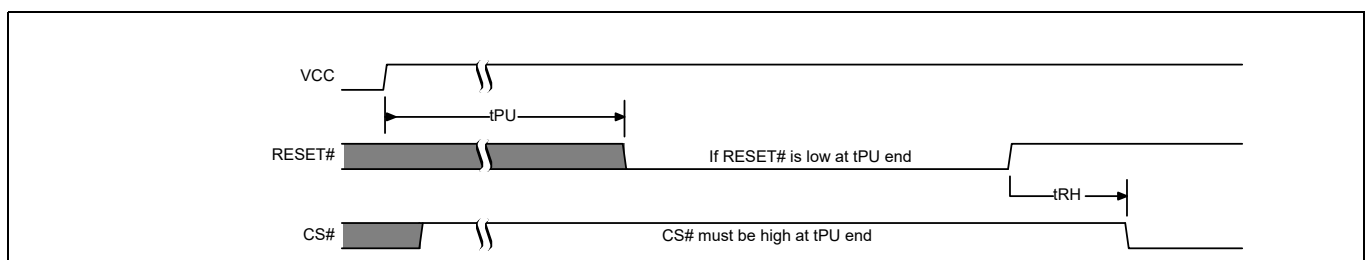 VCC
tPU
RESET#
If RESET# is low at tPU end
tRH
CS#
CS# must be high at tPU end